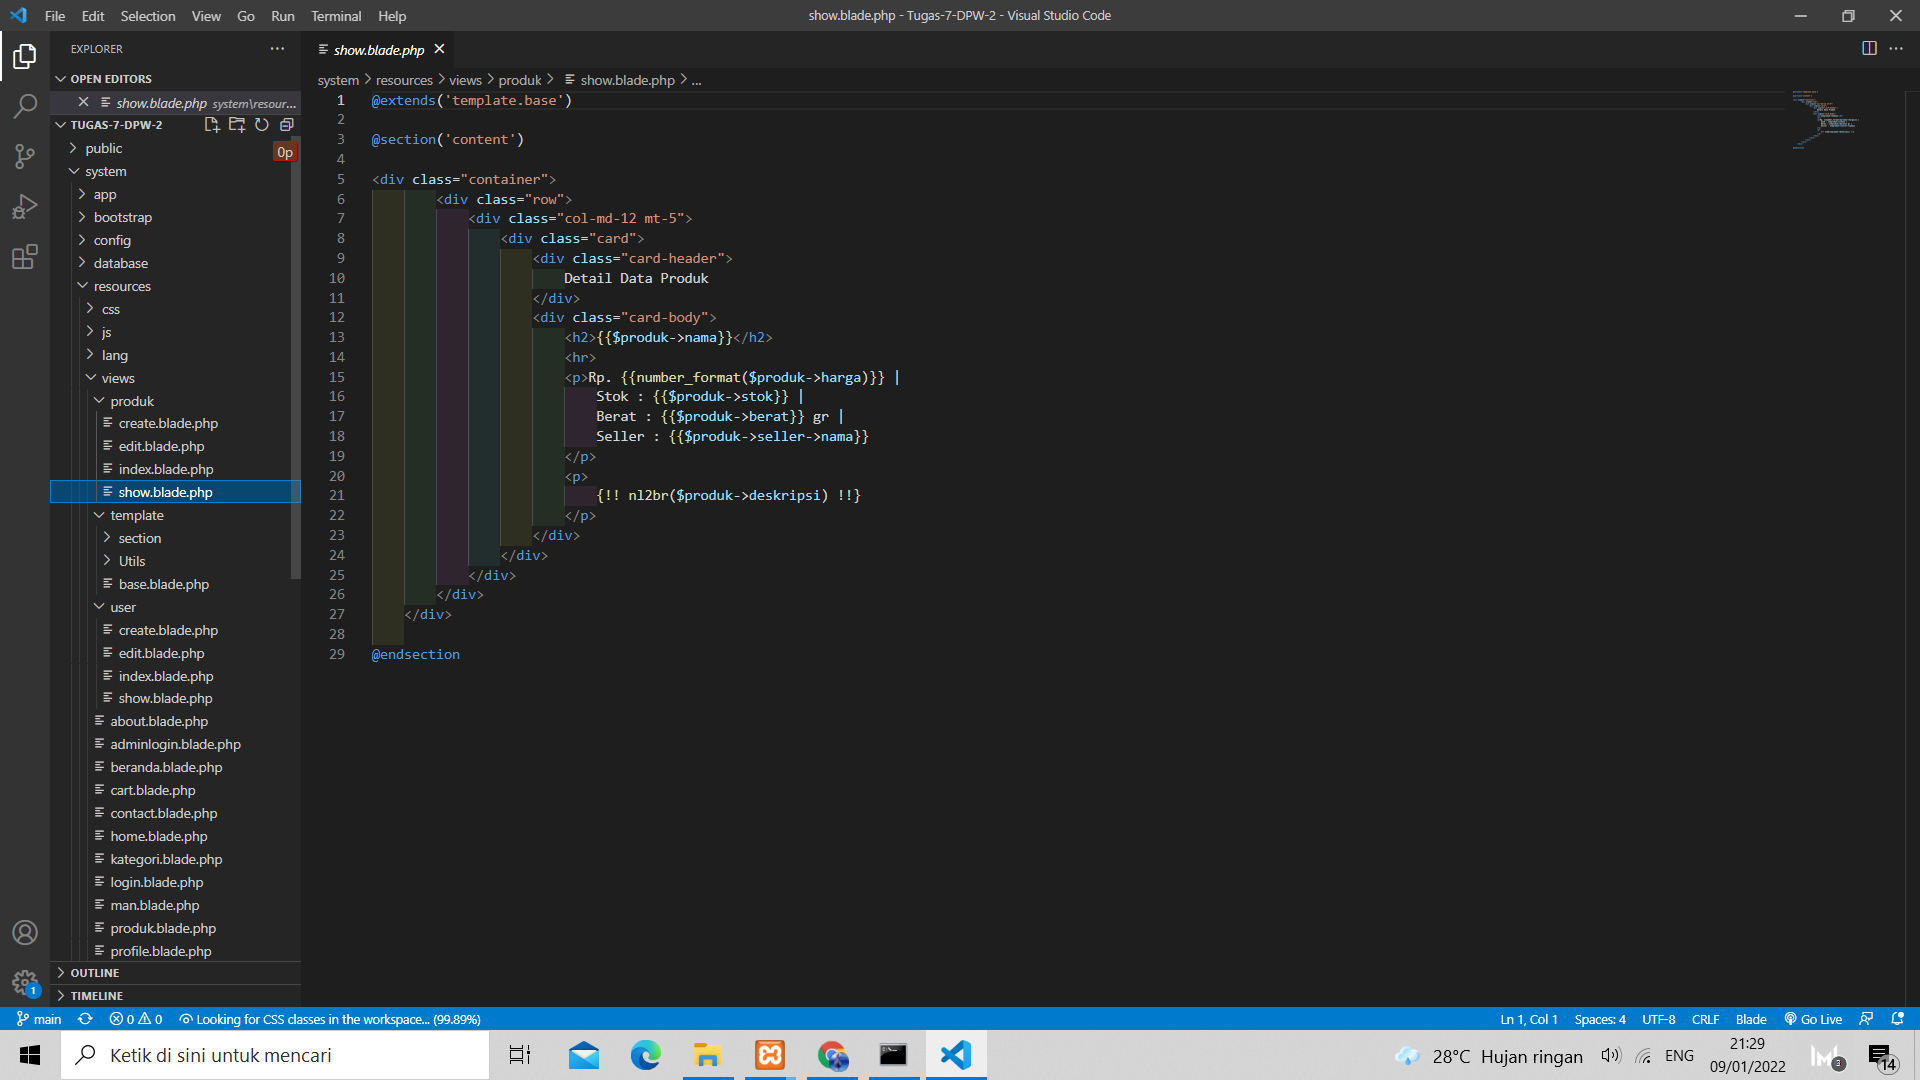 File Edit Selection View Go Run Terminal Help
show.blade.php - Tugas-7-DPW-2 - Visual Studio Code
EXPLORER
OPEN EDITORS
show.blade.php system\resour...
TUGAS-7-DPW-2
public
0p
system
app
bootstrap
config
database
resources
css
js
lang
views
produk
create.blade.php
edit.blade.php
index.blade.php
show.blade.php
template
section
Utils
base.blade.php
user
create.blade.php
edit.blade.php
index.blade.php
show.blade.php
about.blade.php
adminlogin.blade.php
beranda.blade.php
cart.blade.php
contact.blade.php
home.blade.php
kategori.blade.php
login.blade.php
man.blade.php
produk.blade.php
profile.blade.php
OUTLINE
TIMELINE
show.blade.php
system > resources > views > produk > show.blade.php > ...
1 @extends('template.base')
2
3 @section('content')
4
5 <div class="container">
6 <div class="row">
7 <div class="col-md-12 mt-5">
8 <div class="card">
9 <div class="card-header">
10 Detail Data Produk
11 </div>
12 <div class="card-body">
13 <h2>{{$produk->nama}}</h2>
14 <hr>
15 <p>Rp. {{number_format($produk->harga)}} |
16 Stok : {{$produk->stok}} |
17 Berat : {{$produk->berat}} gr |
18 Seller : {{$produk->seller->nama}}
19 </p>
20 <p>
21 {!! nl2br($produk->deskripsi) !!}
22 </p>
23 </div>
24 </div>
25 </div>
26 </div>
27 </div>
28
29 @endsection
1
main 0 0 Looking for CSS classes in the workspace... (99.89%)
Ln 1, Col 1 Spaces: 4 UTF-8 CRLF Blade Go Live
Ketik di sini untuk mencari
28°C Hujan ringan ENG
21:29
09/01/2022
3
14